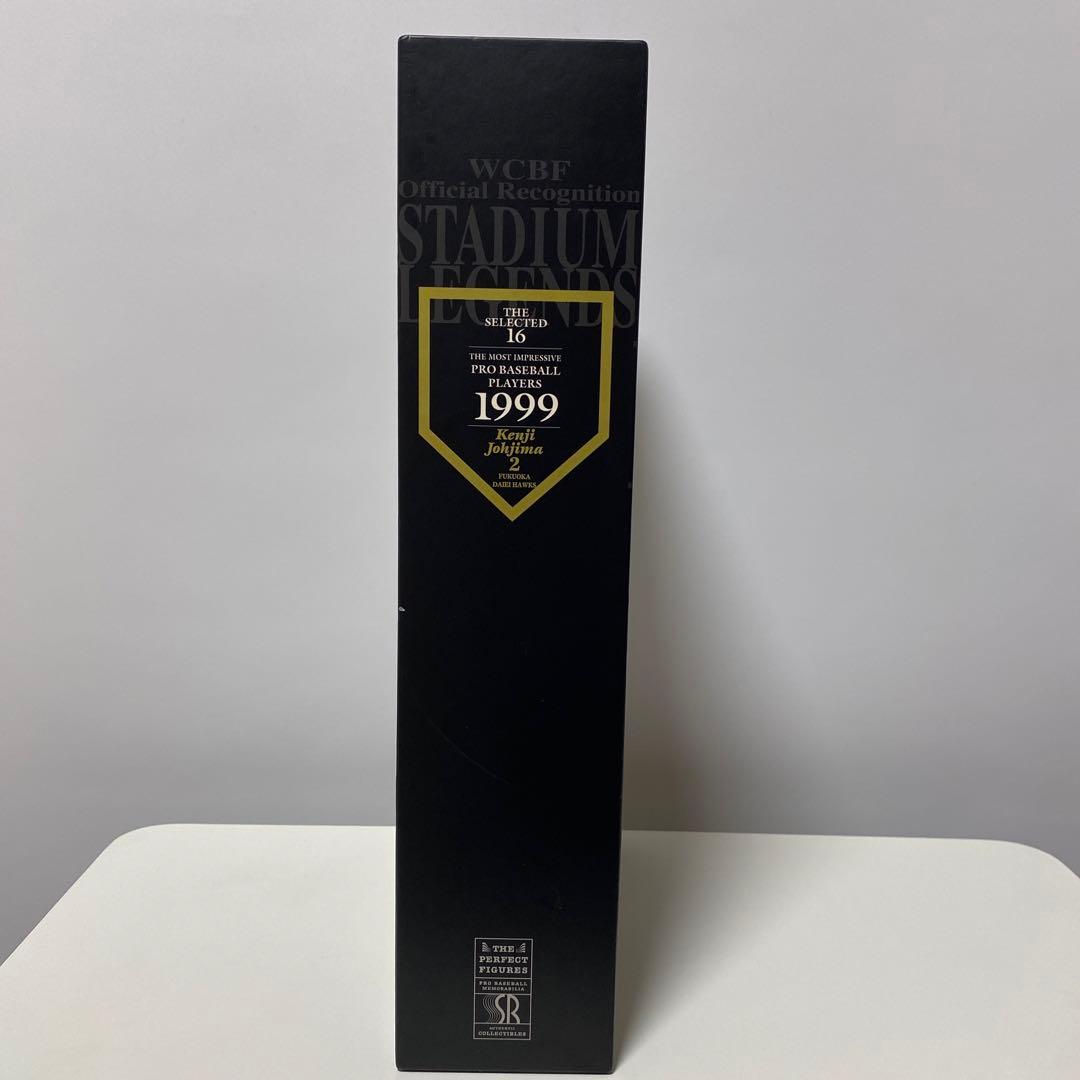 WCBF
Official Recognition
STADIUM
LEGENDS
THE
SELECTED
16
THE MOST IMPRESSIVE
PRO BASEBALL
PLAYERS
1999
Kenji
Johjima
2
FUKUOKA
DAIEI HAWKS
THE
PERFECT
FIGURES
PRO BASEBALL
MEMORABILIA
SR
AUTHENTIC
COLLECTIBLES